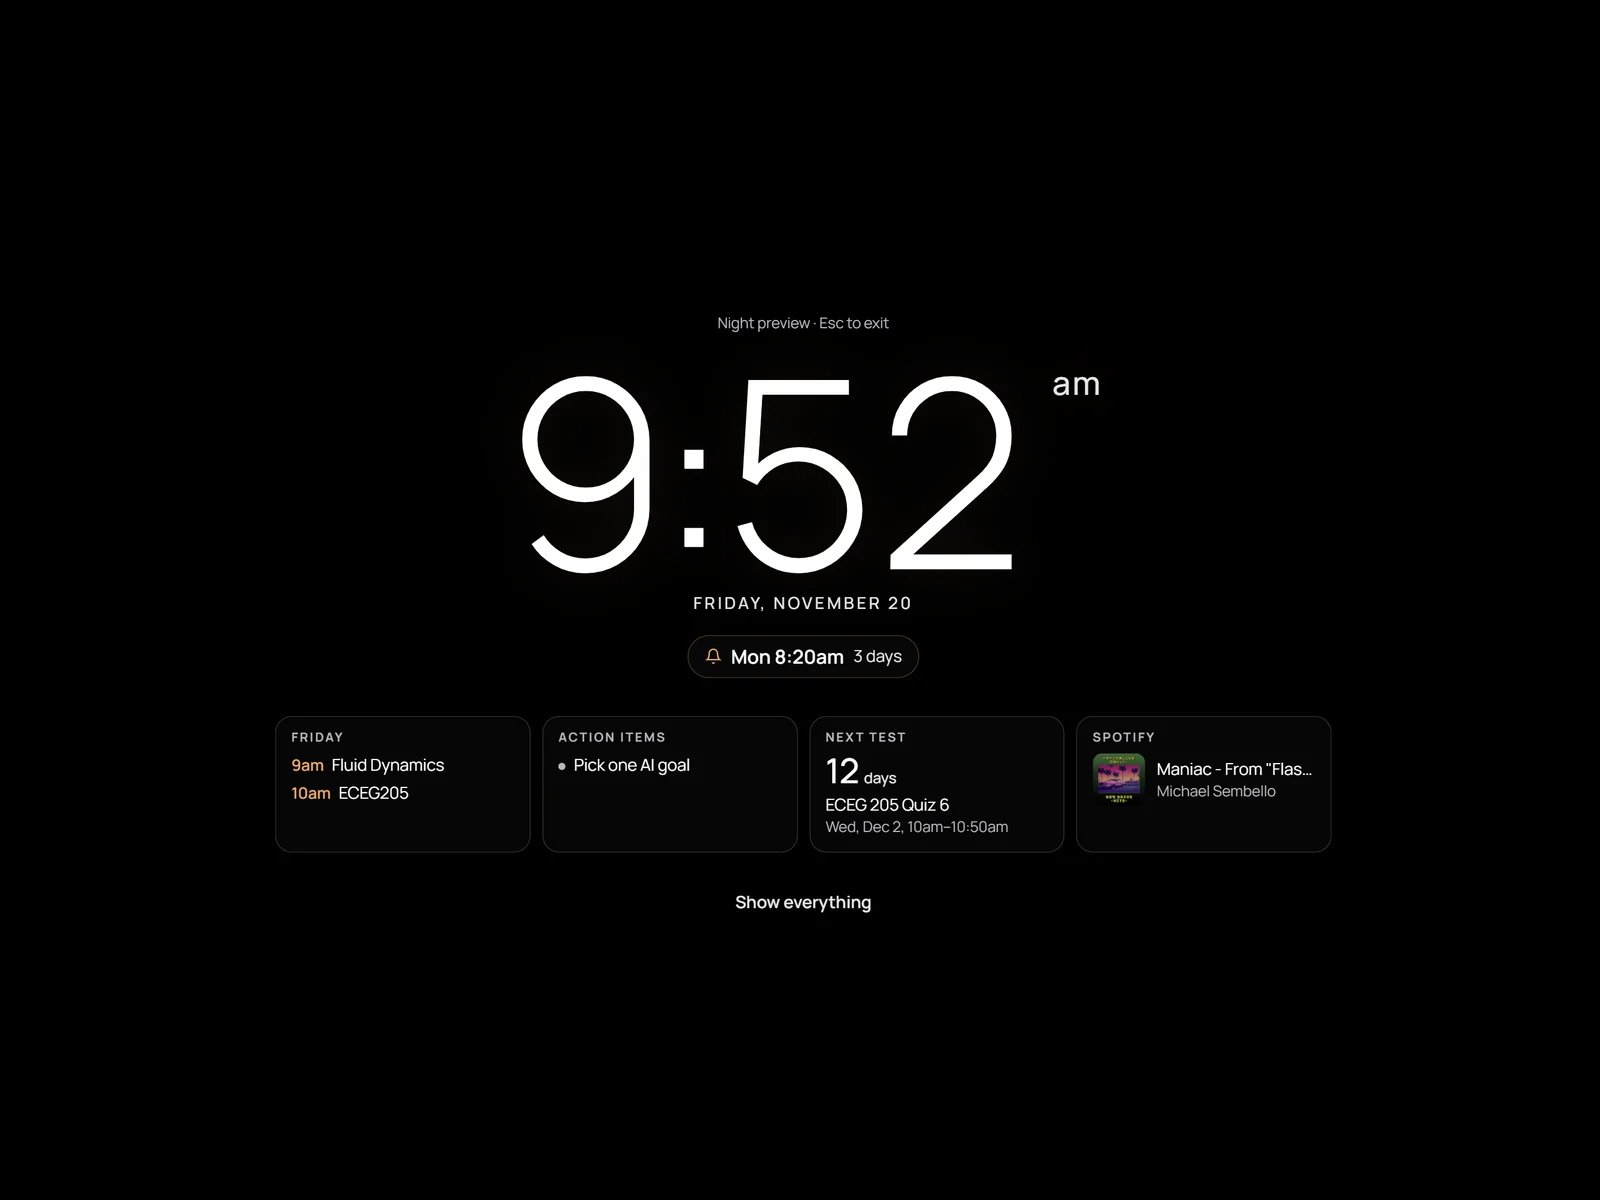 Night preview · Esc to exit
9:52 am
FRIDAY, NOVEMBER 20
Mon 8:20am 3 days
FRIDAY
9am Fluid Dynamics
10am ECEG205
ACTION ITEMS
Pick one AI goal
NEXT TEST
12 days
ECEG 205 Quiz 6
Wed, Dec 2, 10am–10:50am
SPOTIFY
Maniac - From "Flas...
Michael Sembello
Show everything